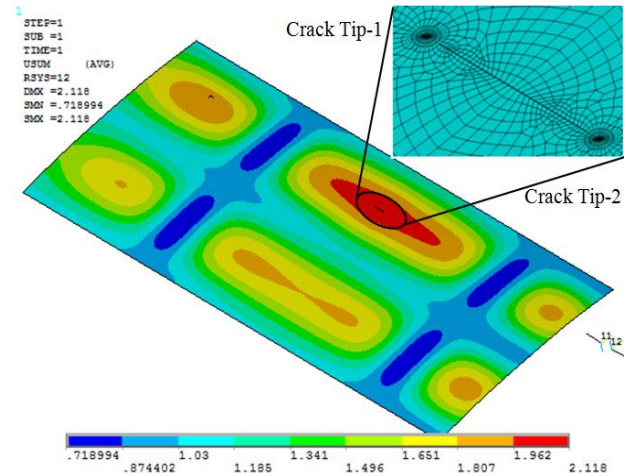 1
STEP=1
SUB =1
TIME=1
USUM (AVG)
RSYS=12
DMX =2.118
SMN =.718994
SMX =2.118
Crack Tip-1
Crack Tip-2
11
12
.718994 1.03 1.341 1.651 1.962
.874402 1.185 1.496 1.807 2.118